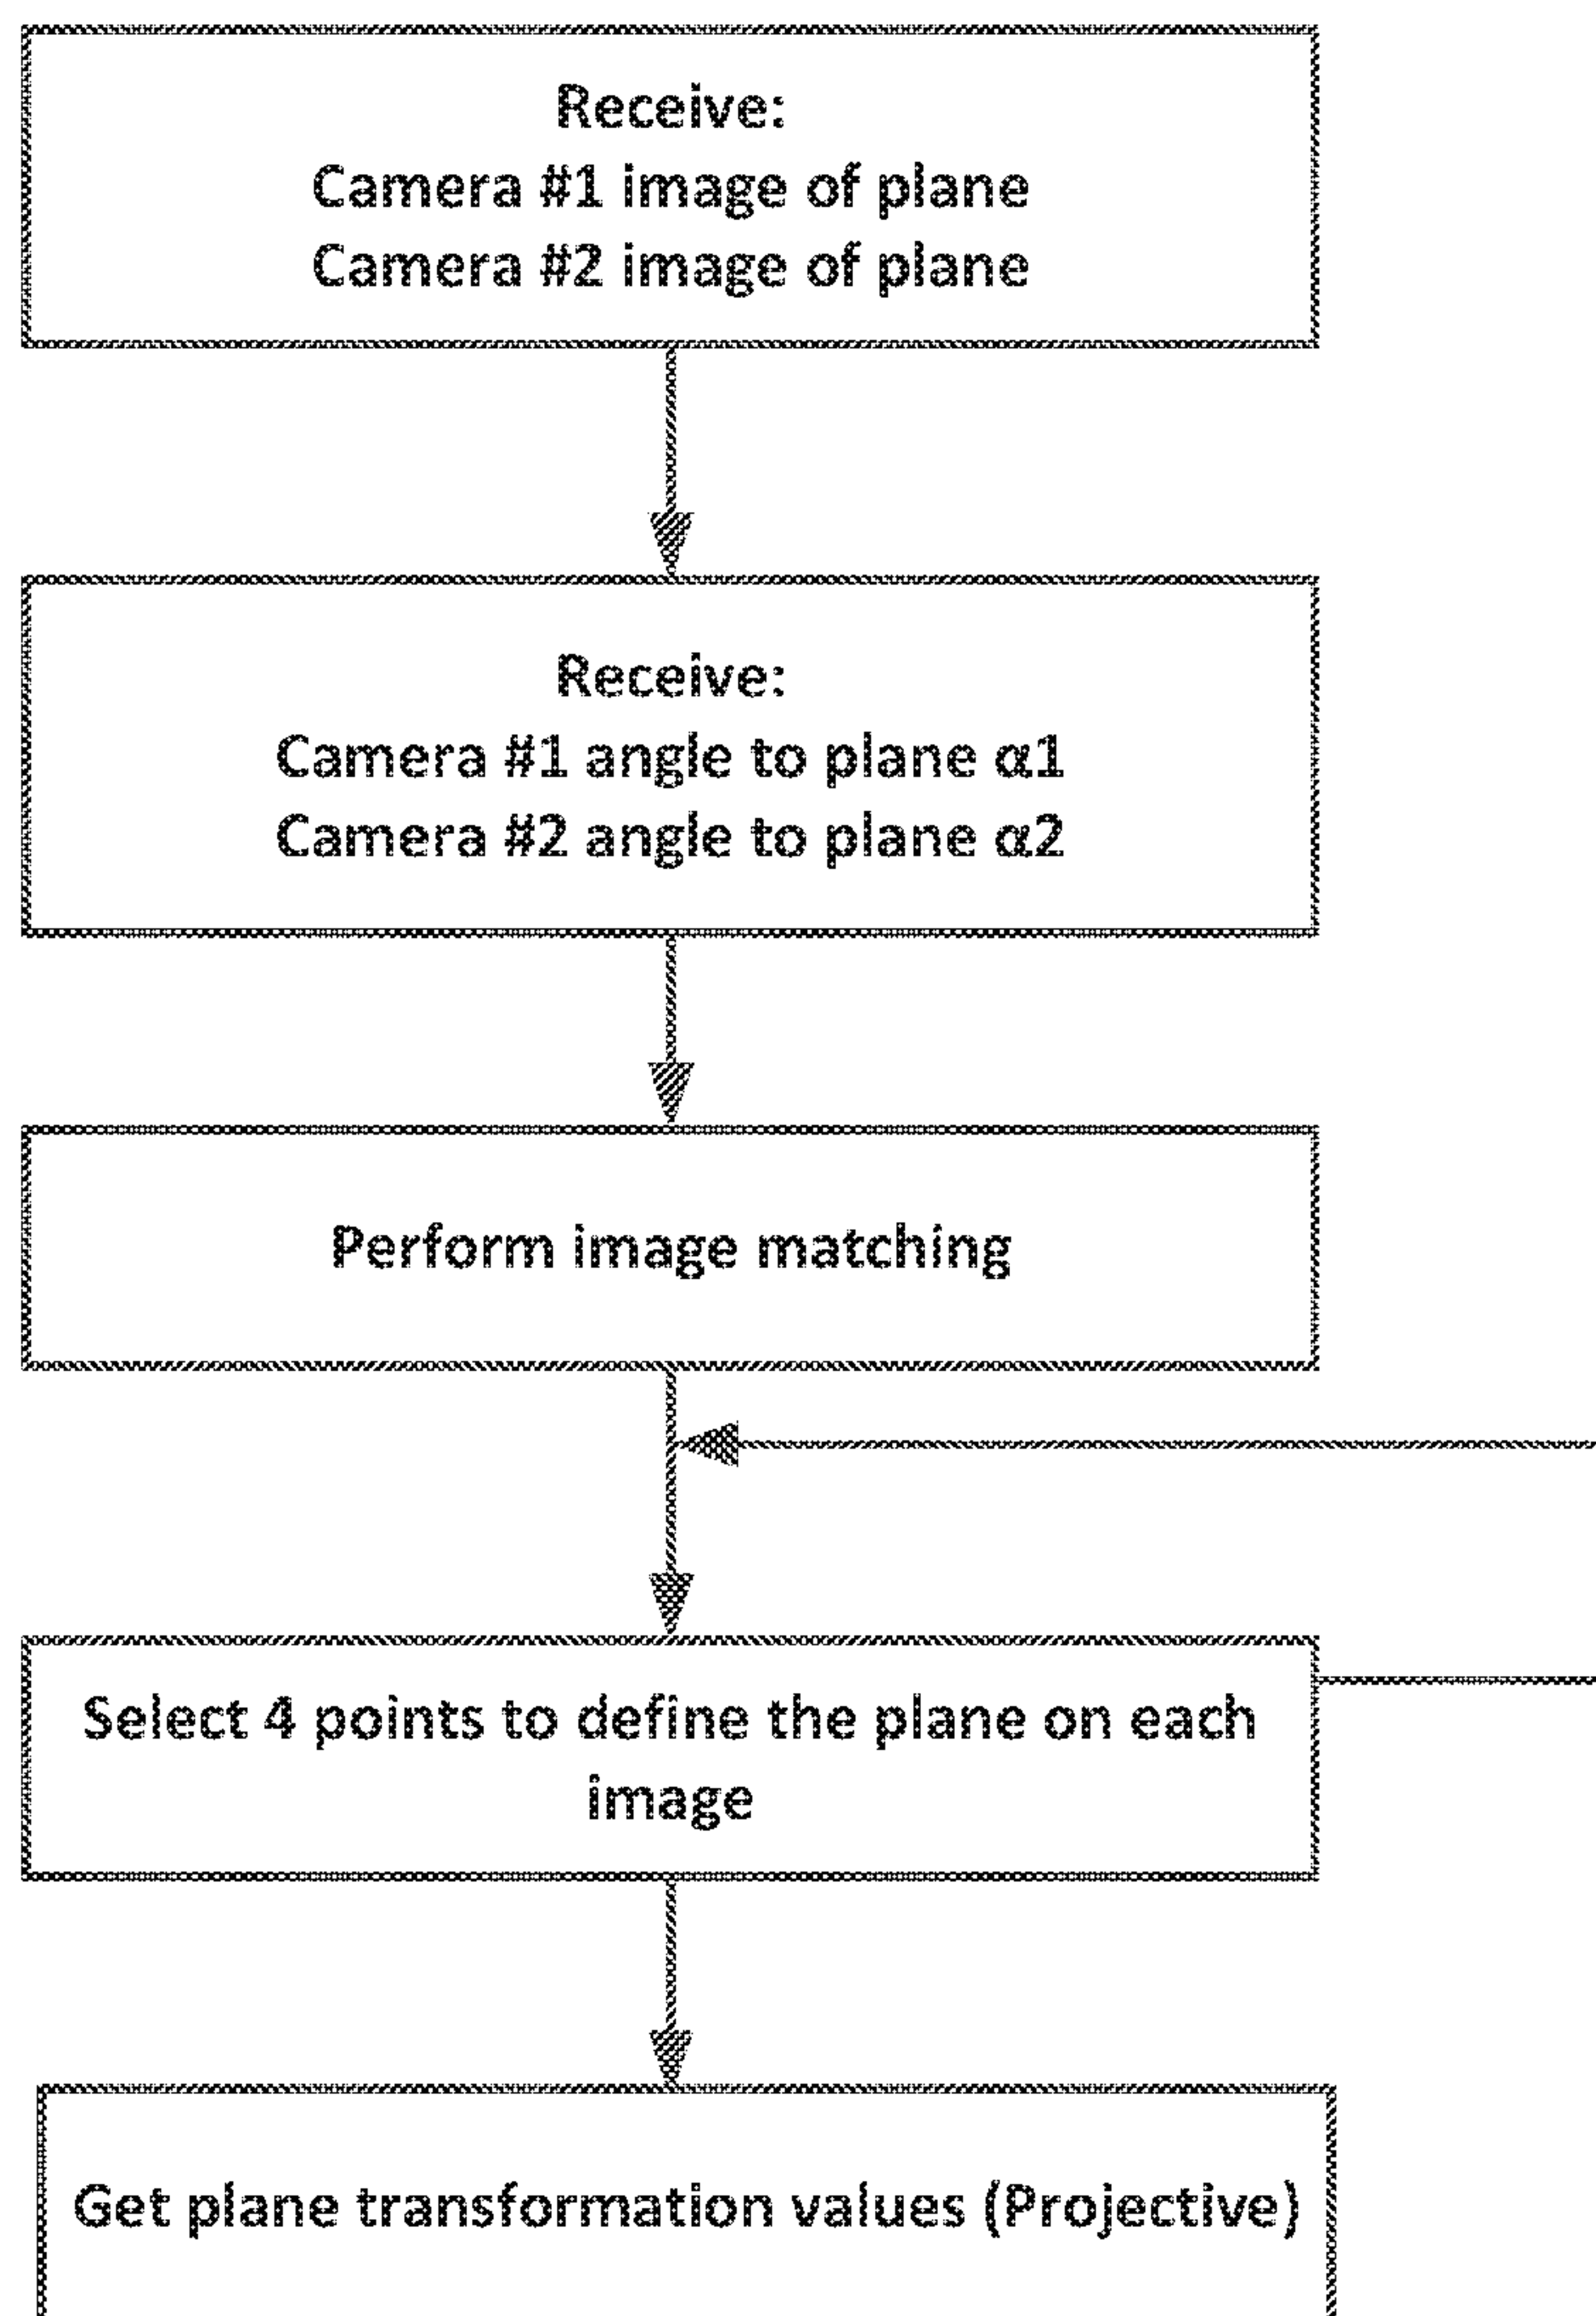 Receive:
Camera #1 image of plane
Camera #2 image of plane
Receive:
Camera #1 angle to plane α1
Camera #2 angle to plane α2
Perform image matching
Select 4 points to define the plane on each
image
Get plane transformation values (Projective)